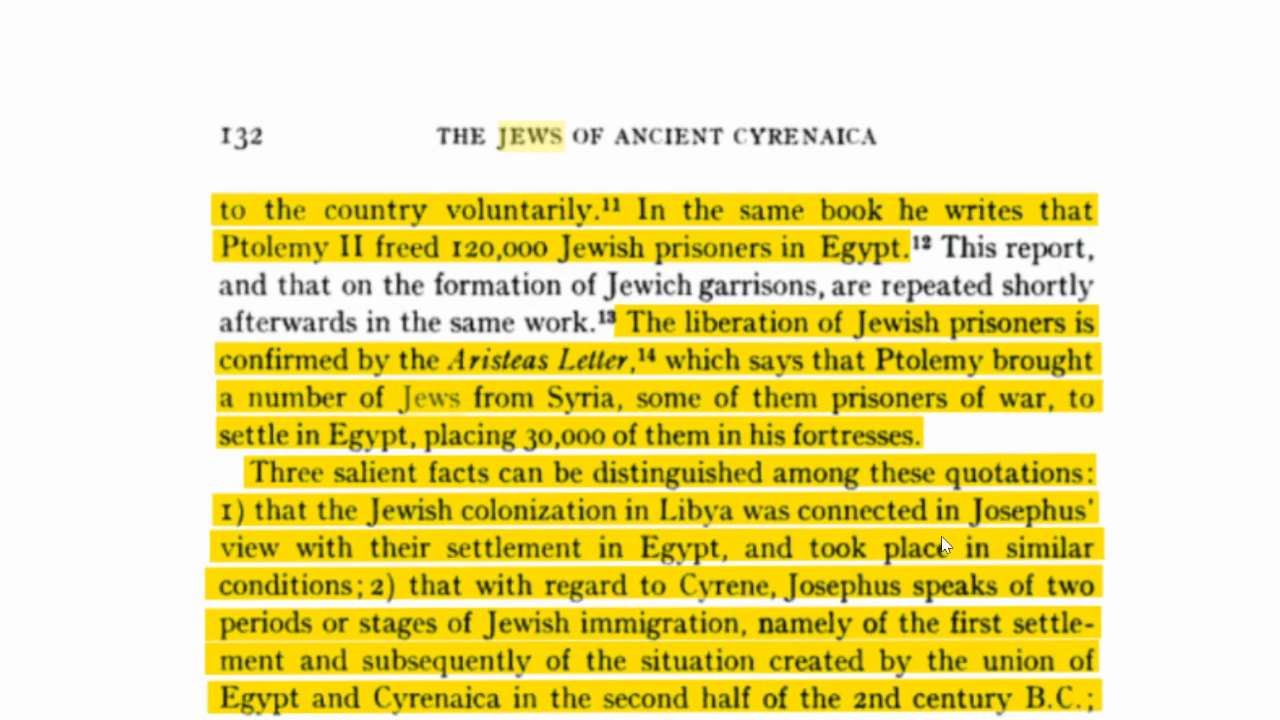 132 THE JEWS OF ANCIENT CYRENAICA
to the country voluntarily.¹¹ In the same book he writes that
Ptolemy II freed 120,000 Jewish prisoners in Egypt.¹² This report,
and that on the formation of Jewich garrisons, are repeated shortly
afterwards in the same work.¹³ The liberation of Jewish prisoners is
confirmed by the Aristeas Letter,¹⁴ which says that Ptolemy brought
a number of Jews from Syria, some of them prisoners of war, to
settle in Egypt, placing 30,000 of them in his fortresses.
Three salient facts can be distinguished among these quotations:
1) that the Jewish colonization in Libya was connected in Josephus'
view with their settlement in Egypt, and took place in similar
conditions; 2) that with regard to Cyrene, Josephus speaks of two
periods or stages of Jewish immigration, namely of the first settle-
ment and subsequently of the situation created by the union of
Egypt and Cyrenaica in the second half of the 2nd century B.C.;